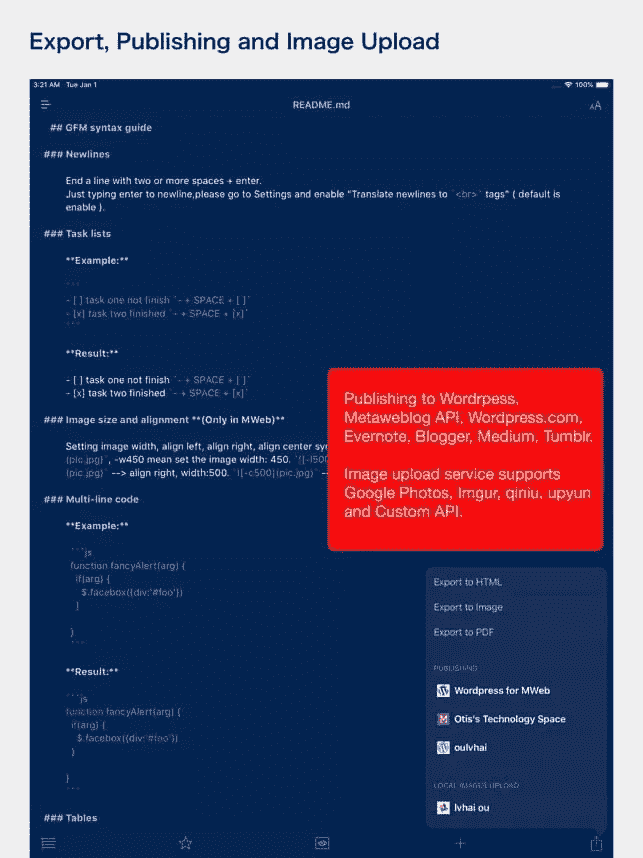 Export, Publishing and Image Upload
3:21 AM Tue Jan 1
100%
README.md
AA
## GFM syntax guide
### Newlines
End a line with two or more spaces + enter.
Just typing enter to newline,please go to Settings and enable "Translate newlines to `<br>` tags" ( default is
enable ).
### Task lists
**Example:**
```
- [ ] task one not finish `- + SPACE + [ ]`
- [x] task two finished `- + SPACE + [x]`
```
**Result:**
- [ ] task one not finish `- + SPACE + [ ]`
- [x] task two finished `- + SPACE + [x]`
### Image size and alignment **(Only in MWeb)**
Setting image width, align left, align right, align center syn
(pic.jpg)`, -w450 mean set the image width: 450. `![-l500
(pic.jpg)` --> align right, width:500. `![-c500](pic.jpg)` --
### Multi-line code
**Example:**
```js
function fancyAlert(arg) {
if(arg) {
$.facebox({div:'#foo'})
}
}
```
**Result:**
```js
function fancyAlert(arg) {
if(arg) {
$.facebox({div:'#foo'})
}
}
```
### Tables
Publishing to Wordrpess,
Metaweblog API, Wordpress.com,
Evernote, Blogger, Medium, Tumblr.
Image upload service supports
Google Photos, Imgur, qiniu, upyun
and Custom API.
Export to HTML
Export to Image
Export to PDF
PUBLISHING
Wordpress for MWeb
Otis's Technology Space
oulvhai
LOCAL IMAGES UPLOAD
lvhai ou